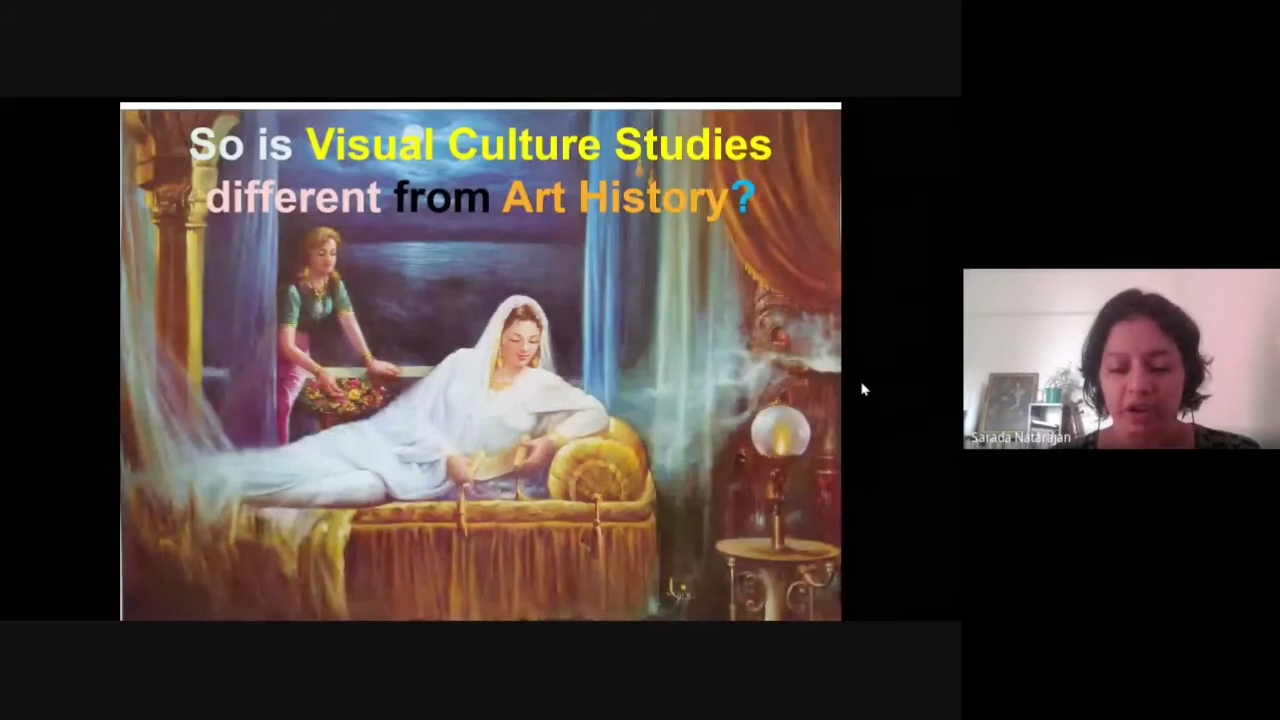 So is Visual Culture Studies
different from Art History?
Sarada Natarajan